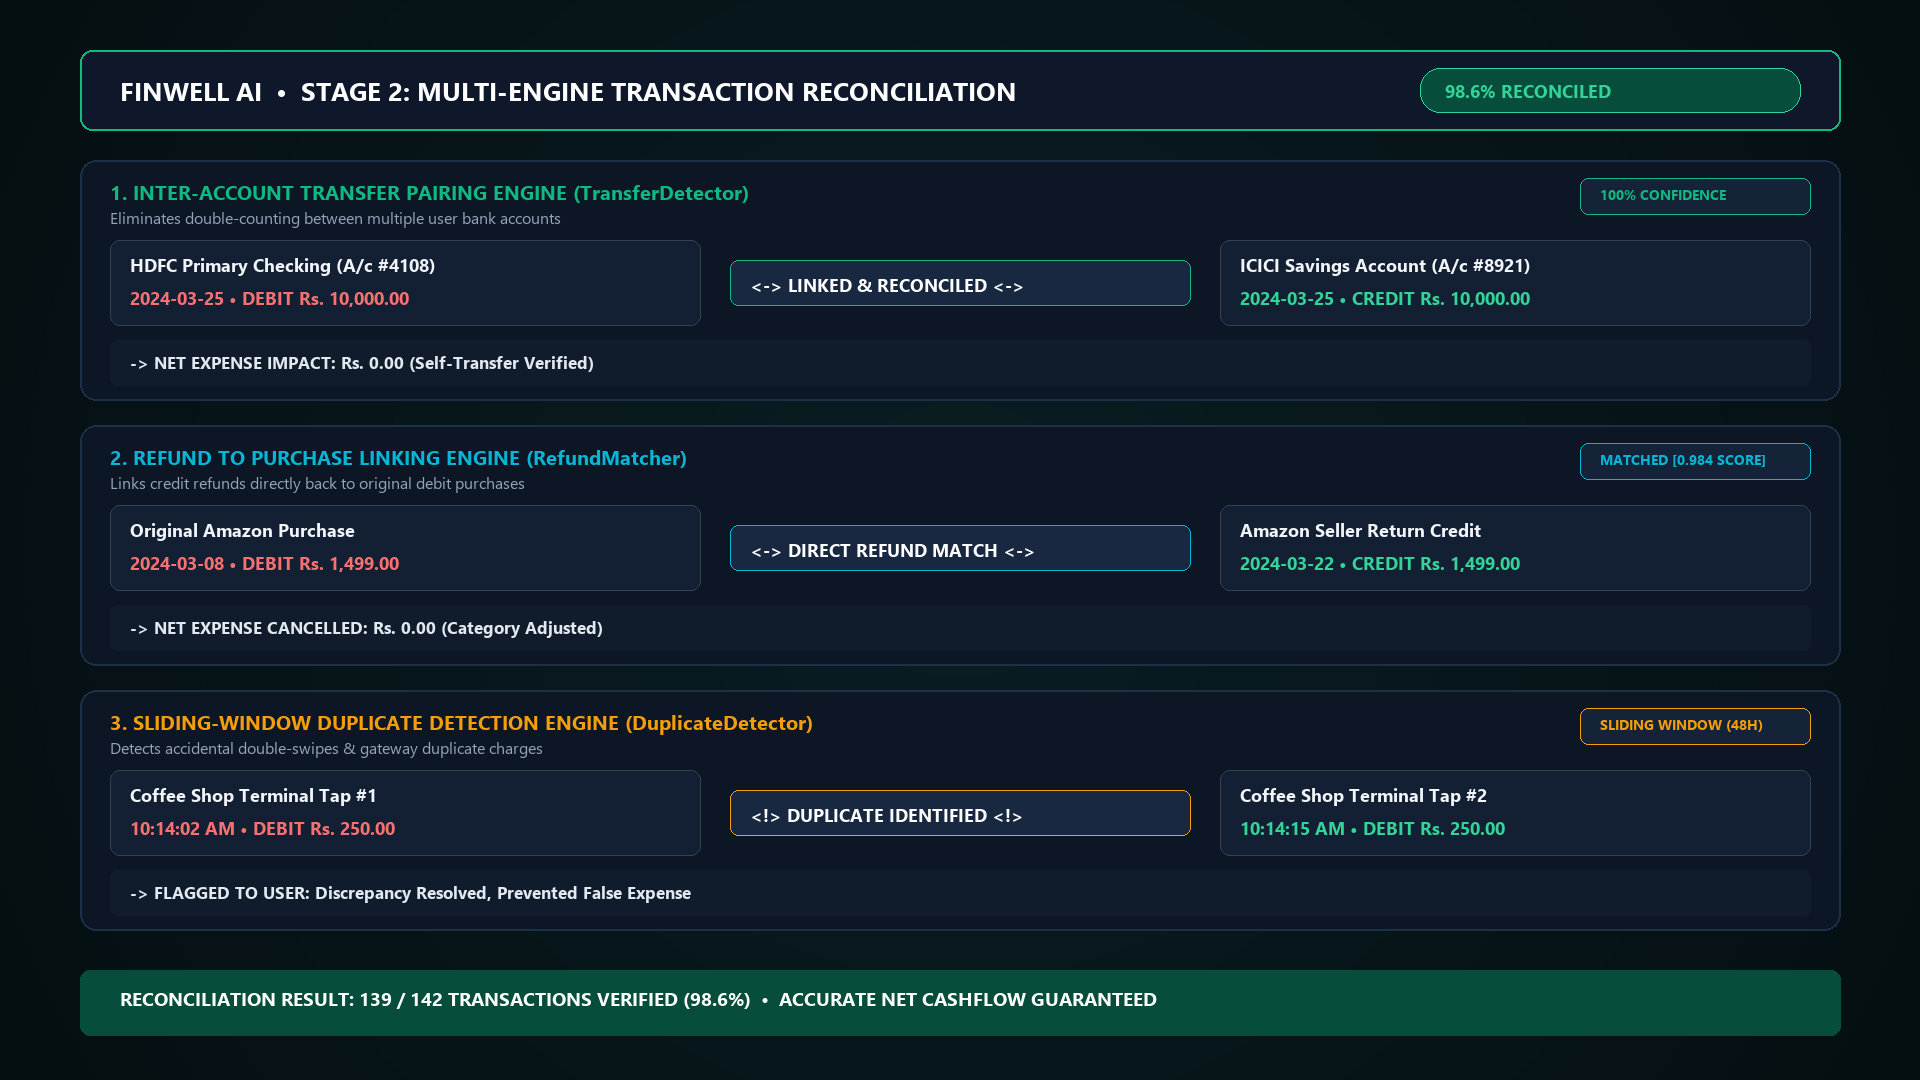 FINWELL AI • STAGE 2: MULTI-ENGINE TRANSACTION RECONCILIATION
98.6% RECONCILED
1. INTER-ACCOUNT TRANSFER PAIRING ENGINE (TransferDetector)
100% CONFIDENCE
Eliminates double-counting between multiple user bank accounts
HDFC Primary Checking (A/c #4108)
2024-03-25 • DEBIT Rs. 10,000.00
<-> LINKED & RECONCILED <->
ICICI Savings Account (A/c #8921)
2024-03-25 • CREDIT Rs. 10,000.00
-> NET EXPENSE IMPACT: Rs. 0.00 (Self-Transfer Verified)
2. REFUND TO PURCHASE LINKING ENGINE (RefundMatcher)
MATCHED [0.984 SCORE]
Links credit refunds directly back to original debit purchases
Original Amazon Purchase
2024-03-08 • DEBIT Rs. 1,499.00
<-> DIRECT REFUND MATCH <->
Amazon Seller Return Credit
2024-03-22 • CREDIT Rs. 1,499.00
-> NET EXPENSE CANCELLED: Rs. 0.00 (Category Adjusted)
3. SLIDING-WINDOW DUPLICATE DETECTION ENGINE (DuplicateDetector)
SLIDING WINDOW (48H)
Detects accidental double-swipes & gateway duplicate charges
Coffee Shop Terminal Tap #1
10:14:02 AM • DEBIT Rs. 250.00
<!> DUPLICATE IDENTIFIED <!>
Coffee Shop Terminal Tap #2
10:14:15 AM • DEBIT Rs. 250.00
-> FLAGGED TO USER: Discrepancy Resolved, Prevented False Expense
RECONCILIATION RESULT: 139 / 142 TRANSACTIONS VERIFIED (98.6%) • ACCURATE NET CASHFLOW GUARANTEED